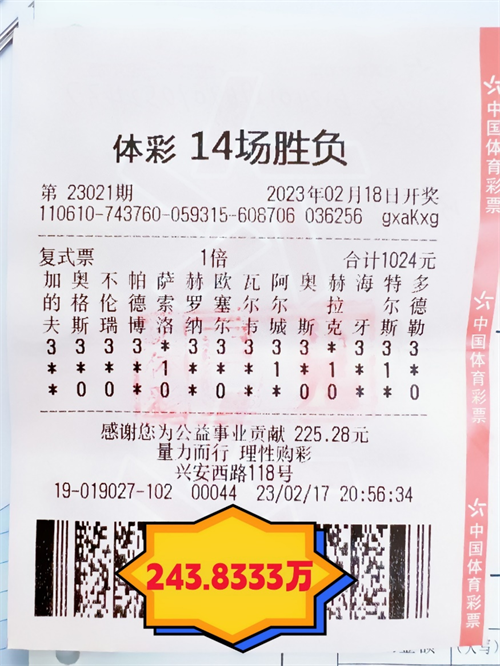 体彩 14场胜负
第 23021期 2023年02月18日开奖
110610-743760-059315-608706 036256 gxaKxg
复式票 1倍 合计1024元
加 奥 不 帕 萨 赫 欧 瓦 阿 奥 赫 海 特 多
的 格 伦 德 索 罗 塞 尔 尔 拉 德
夫 斯 瑞 博 洛 纳 尔 韦 城 斯 克 牙 斯 勒
3 3 3 3 * 3 3 3 3 3 * 3 3 3
* * * * 1 * * * 1 * 1 * 1 *
* 0 0 * 0 * 0 * * 0 0 * * 0
感谢您为公益事业贡献 225.28元
量力而行 理性购彩
兴安西路118号
19-019027-102 00044 23/02/17 20:56:34
243.8333万
中国体育彩票
中国体育彩票
中国体育彩票